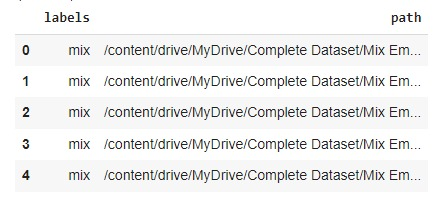 labels path
0 mix /content/drive/MyDrive/Complete Dataset/Mix Em...
1 mix /content/drive/MyDrive/Complete Dataset/Mix Em...
2 mix /content/drive/MyDrive/Complete Dataset/Mix Em...
3 mix /content/drive/MyDrive/Complete Dataset/Mix Em...
4 mix /content/drive/MyDrive/Complete Dataset/Mix Em...